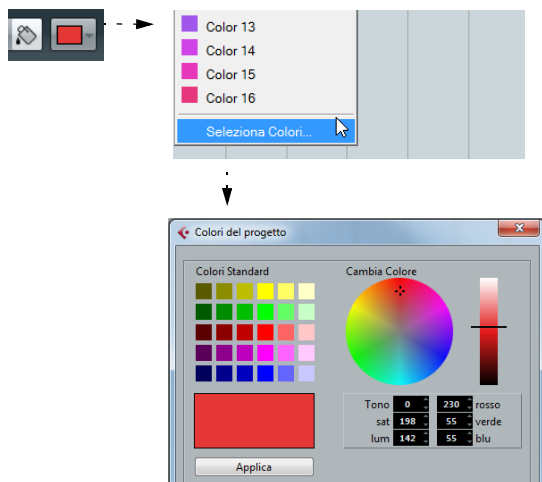 Color 13
Color 14
Color 15
Color 16
Seleziona Colori...
Colori del progetto
Colori Standard
Cambia Colore
Tono 0 230 rosso
sat 198 55 verde
lum 142 55 blu
Applica